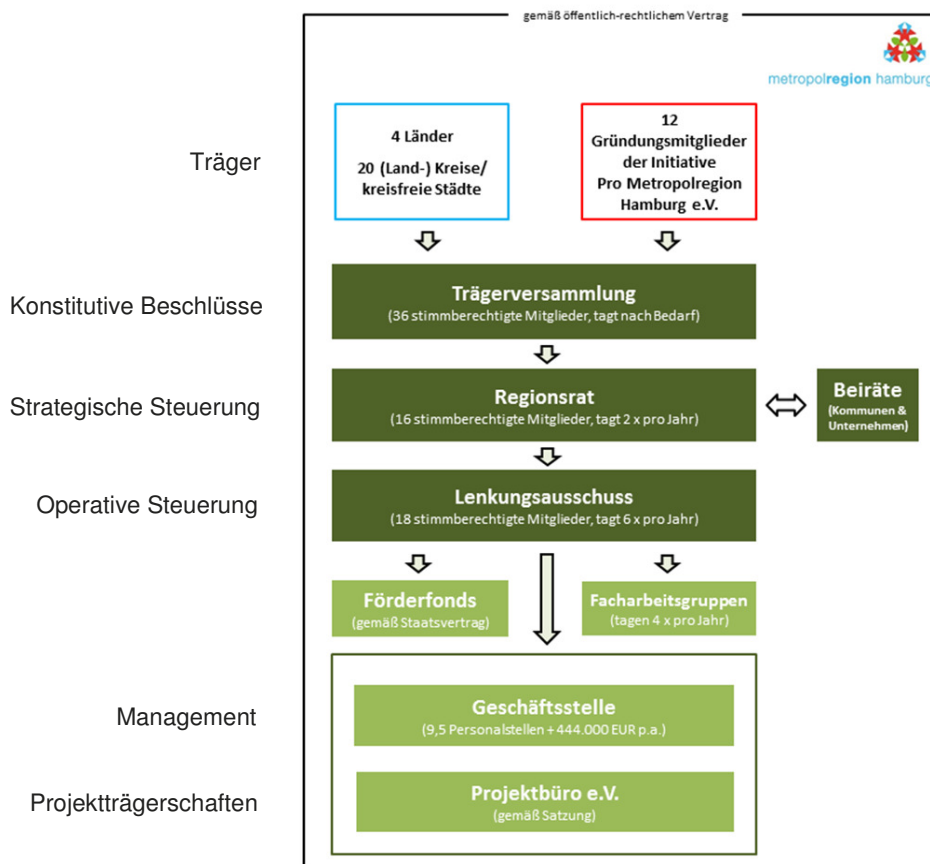 gemäß öffentlich-rechtlichem Vertrag
metropolregion hamburg
Träger
4 Länder
20 (Land-) Kreise/
kreisfreie Städte
12
Gründungsmitglieder
der Initiative
Pro Metropolregion
Hamburg e.V.
Konstitutive Beschlüsse
Trägerversammlung
(36 stimmberechtigte Mitglieder, tagt nach Bedarf)
Strategische Steuerung
Regionsrat
(16 stimmberechtigte Mitglieder, tagt 2 x pro Jahr)
Beiräte
(Kommunen &
Unternehmen)
Operative Steuerung
Lenkungsausschuss
(18 stimmberechtigte Mitglieder, tagt 6 x pro Jahr)
Förderfonds
(gemäß Staatsvertrag)
Facharbeitsgruppen
(tagen 4 x pro Jahr)
Management
Geschäftsstelle
(9,5 Personalstellen + 444.000 EUR p.a.)
Projektträgerschaften
Projektbüro e.V.
(gemäß Satzung)